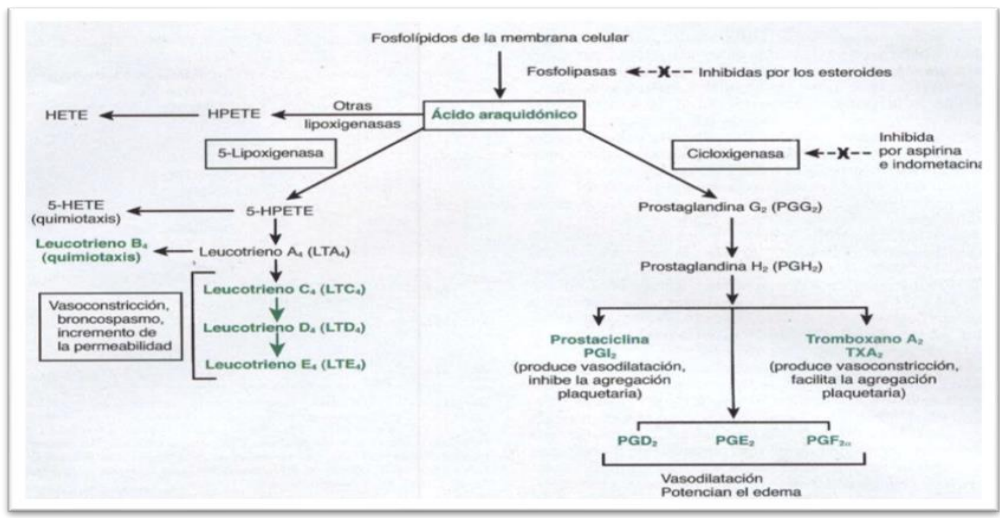 Fosfolípidos de la membrana celular
Fosfolipasas
Inhibidas por los esteroides
HETE
HPETE
Otras
lipoxigenasas
Ácido araquidónico
5-Lipoxigenasa
Cicloxigenasa
Inhibida
por aspirina
e indometacina
5-HETE
(quimiotaxis)
5-HPETE
Prostaglandina G₂ (PGG₂)
Leucotrieno B₄
(quimiotaxis)
Leucotrieno A₄ (LTA₄)
Prostaglandina H₂ (PGH₂)
Vasoconstricción,
broncospasmo,
incremento de
la permeabilidad
Leucotrieno C₄ (LTC₄)
Leucotrieno D₄ (LTD₄)
Leucotrieno E₄ (LTE₄)
Prostaciclina
PGI₂
(produce vasodilatación,
inhibe la agregación
plaquetaria)
Tromboxano A₂
TXA₂
(produce vasoconstricción,
facilita la agregación
plaquetaria)
PGD₂
PGE₂
PGF₂α
Vasodilatación
Potencian el edema